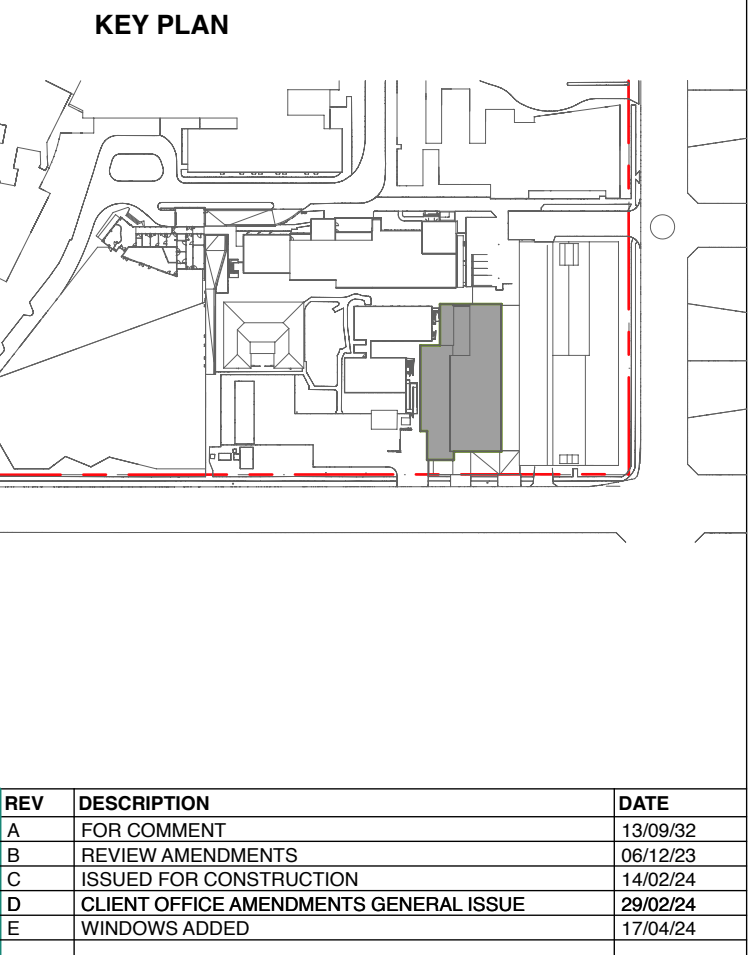 KEY PLAN
REV DESCRIPTION DATE
A FOR COMMENT 13/09/32
B REVIEW AMENDMENTS 06/12/23
C ISSUED FOR CONSTRUCTION 14/02/24
D CLIENT OFFICE AMENDMENTS GENERAL ISSUE 29/02/24
E WINDOWS ADDED 17/04/24